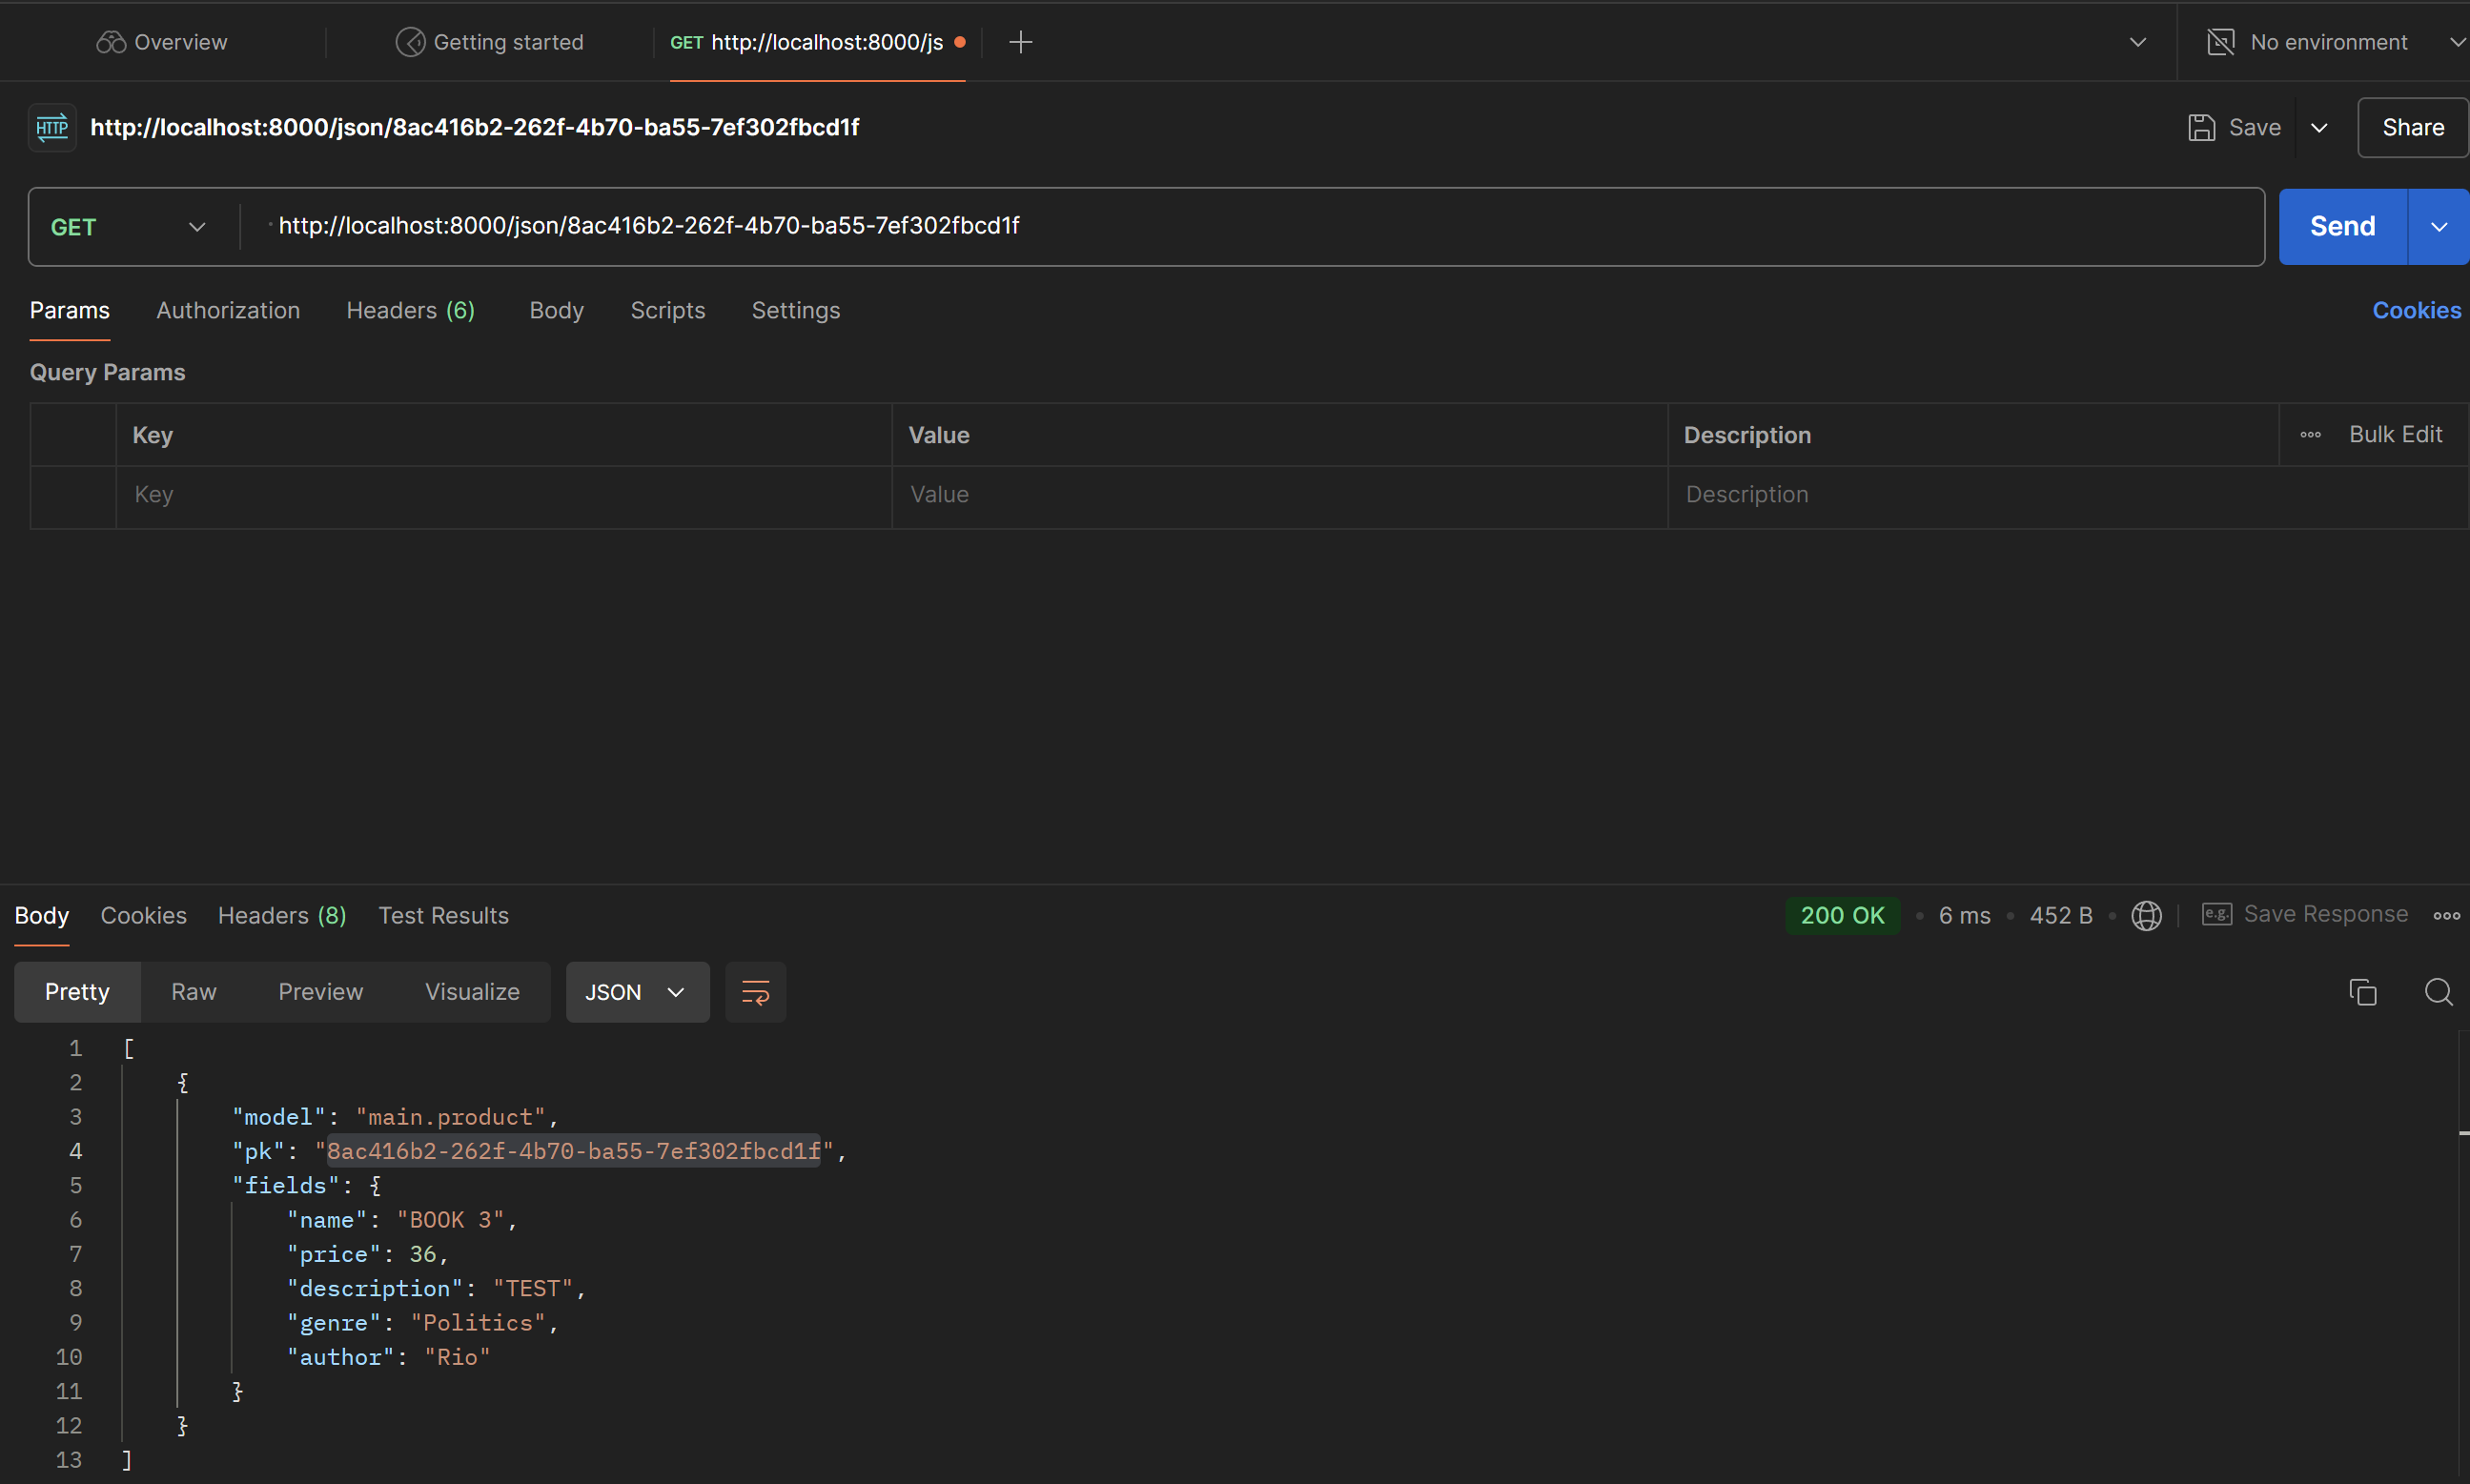 Overview Getting started GET http://localhost:8000/js No environment
HTTP http://localhost:8000/json/8ac416b2-262f-4b70-ba55-7ef302fbcd1f Save Share
GET http://localhost:8000/json/8ac416b2-262f-4b70-ba55-7ef302fbcd1f Send
Params Authorization Headers (6) Body Scripts Settings Cookies
Query Params
Key Value Description Bulk Edit
Key Value Description
Body Cookies Headers (8) Test Results 200 OK • 6 ms • 452 B • e.g. Save Response
Pretty Raw Preview Visualize JSON
1 [
2 {
3 "model": "main.product",
4 "pk": "8ac416b2-262f-4b70-ba55-7ef302fbcd1f",
5 "fields": {
6 "name": "BOOK 3",
7 "price": 36,
8 "description": "TEST",
9 "genre": "Politics",
10 "author": "Rio"
11 }
12 }
13 ]